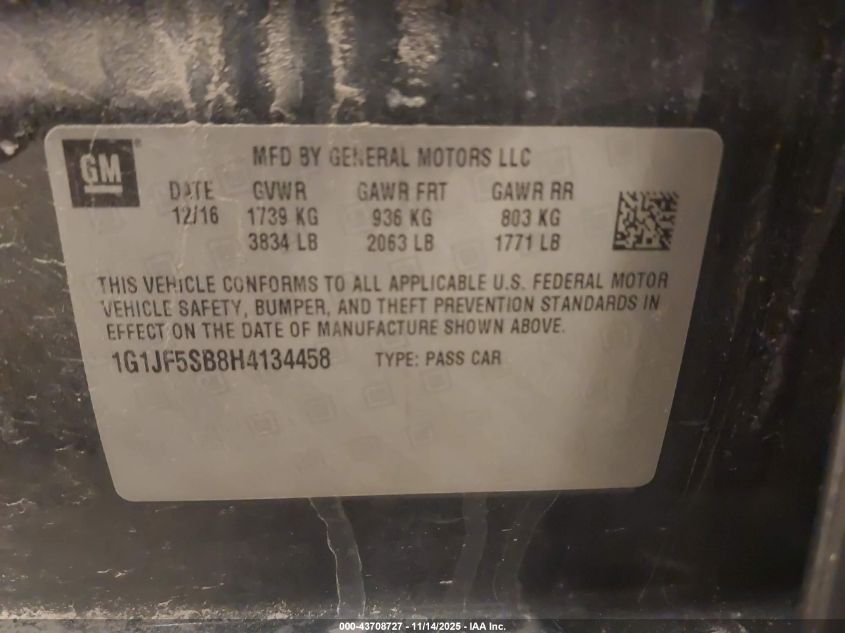 GM
MFD BY GENERAL MOTORS LLC
DATE GVWR GAWR FRT GAWR RR
12/16 1739 KG 936 KG 803 KG
3834 LB 2063 LB 1771 LB
THIS VEHICLE CONFORMS TO ALL APPLICABLE U.S. FEDERAL MOTOR
VEHICLE SAFETY, BUMPER, AND THEFT PREVENTION STANDARDS IN
EFFECT ON THE DATE OF MANUFACTURE SHOWN ABOVE.
1G1JF5SB8H4134458 TYPE: PASS CAR
000-43708727 - 11/14/2025 - IAA Inc.